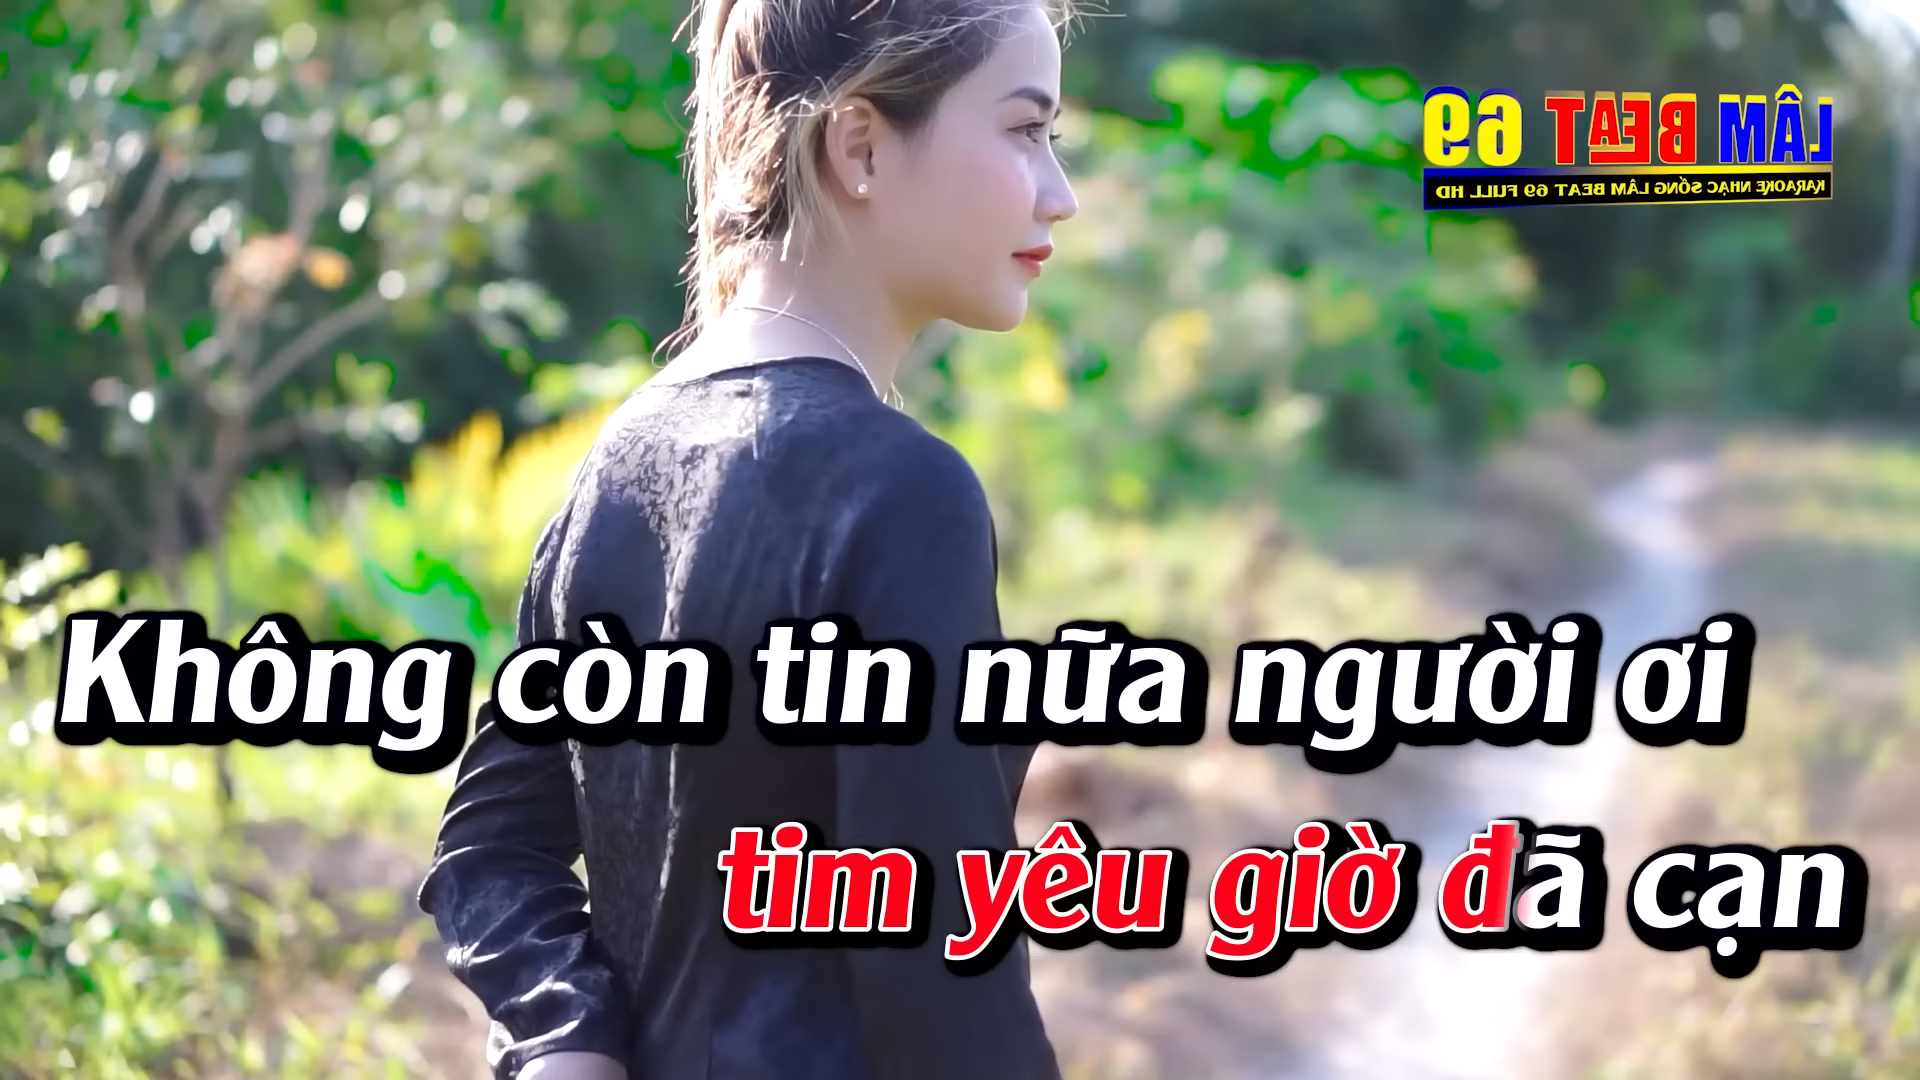 LÂM BEAT 69
KARAOKE NHẠC SỐNG LÂM BEAT 69 FULL HD
Không còn tin nữa người ơi
tim yêu giờ đã cạn